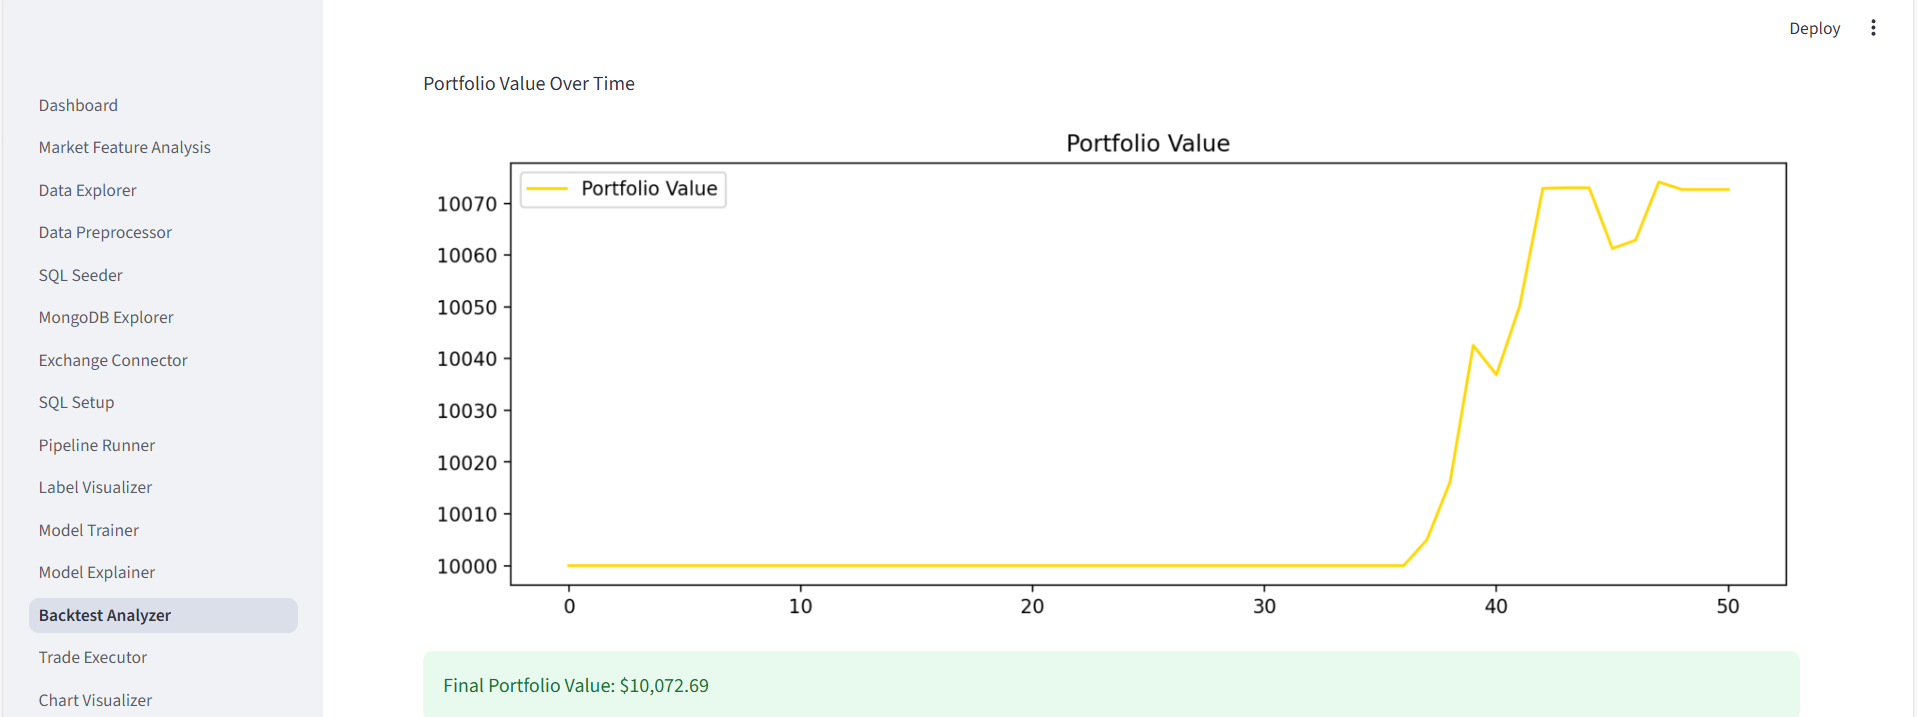 Deploy
Dashboard
Market Feature Analysis
Data Explorer
Data Preprocessor
SQL Seeder
MongoDB Explorer
Exchange Connector
SQL Setup
Pipeline Runner
Label Visualizer
Model Trainer
Model Explainer
Backtest Analyzer
Trade Executor
Chart Visualizer
Portfolio Value Over Time
Portfolio Value
Portfolio Value
10070
10060
10050
10040
10030
10020
10010
10000
0 10 20 30 40 50
Final Portfolio Value: $10,072.69